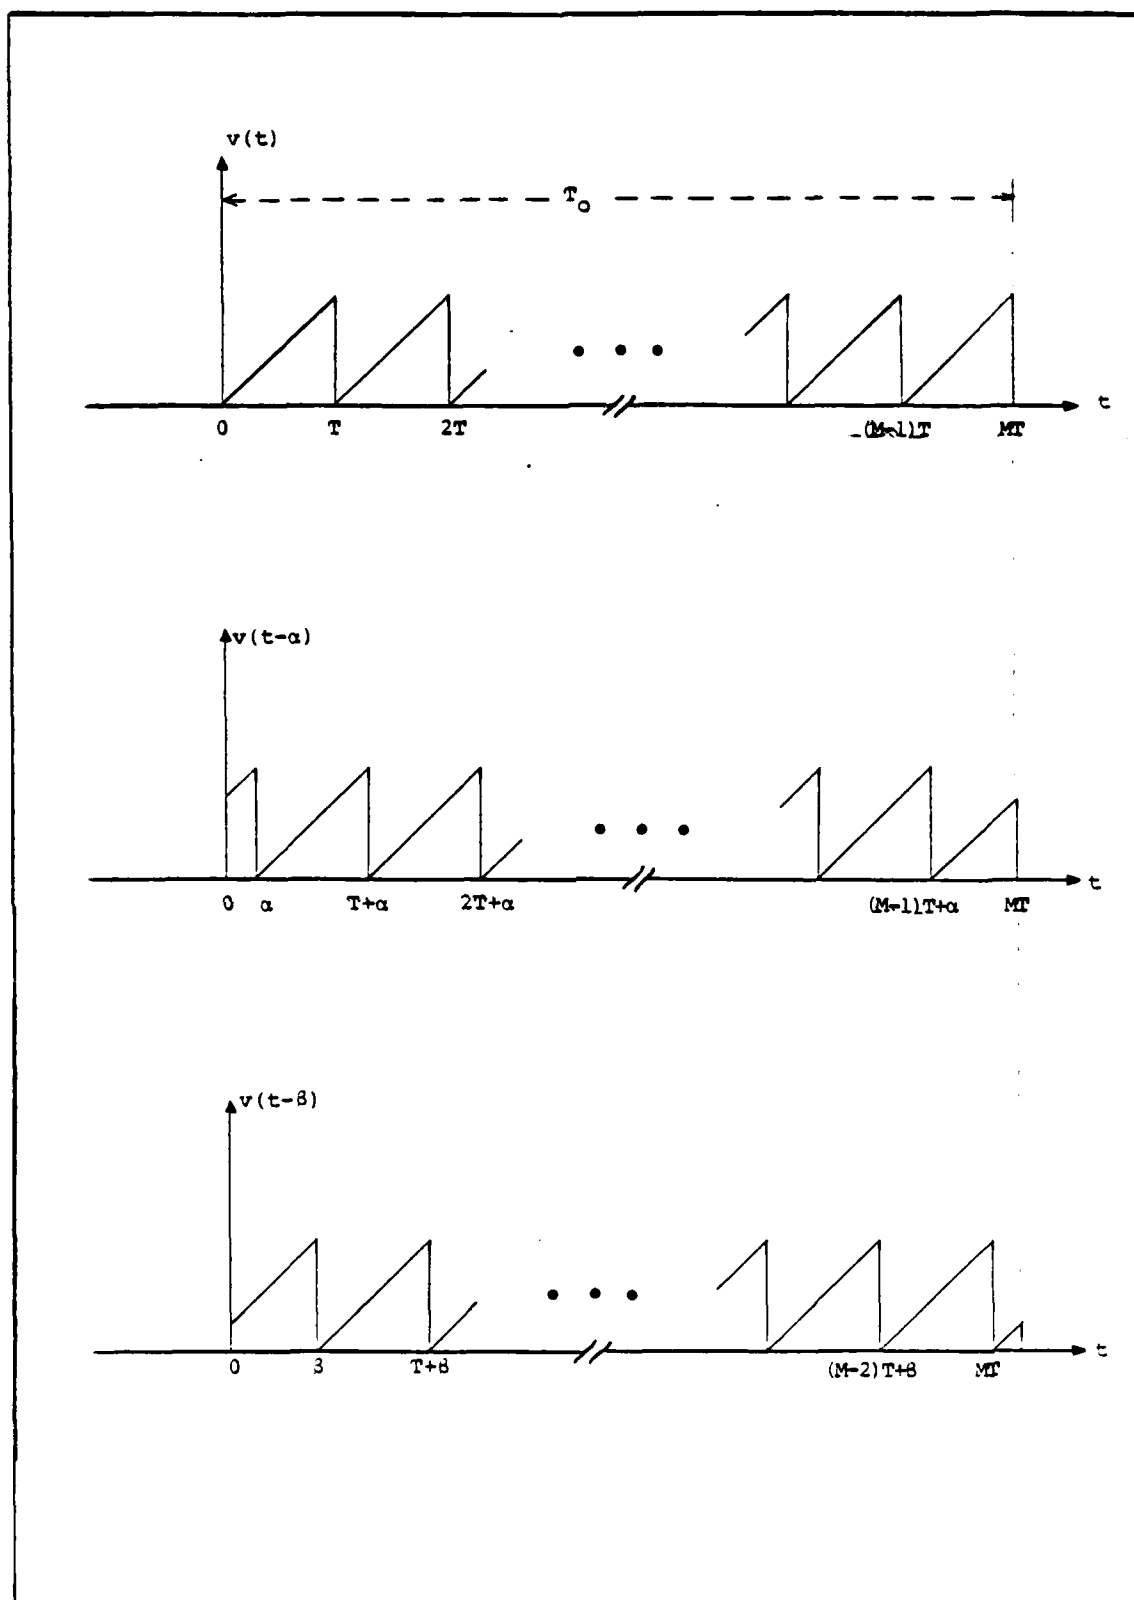 v(t)
T₀
t
0 T 2T (M-1)T MT
v(t-α)
t
0 α T+α 2T+α (M-1)T+α MT
v(t-β)
t
0 β T+β (M-2)T+β MT